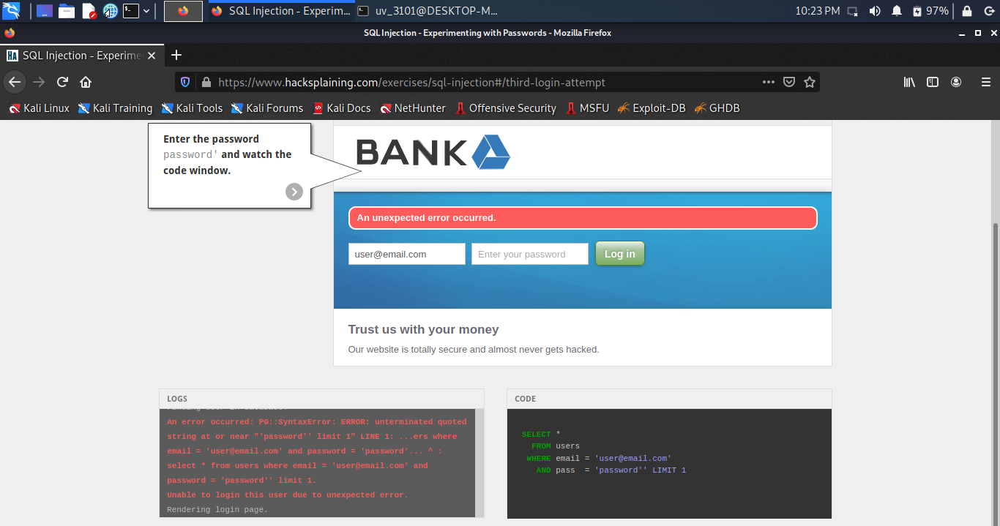 SQL Injection - Experim... uv_3101@DESKTOP-M... 10:23 PM 97%
SQL Injection - Experimenting with Passwords - Mozilla Firefox
HA SQL Injection - Experime
https://www.hacksplaining.com/exercises/sql-injection#/third-login-attempt
Kali Linux Kali Training Kali Tools Kali Forums Kali Docs NetHunter Offensive Security MSFU Exploit-DB GHDB
Enter the password
password' and watch the
code window.
BANK
An unexpected error occurred.
user@email.com Enter your password Log in
Trust us with your money
Our website is totally secure and almost never gets hacked.
LOGS
An error occurred: PG::SyntaxError: ERROR: unterminated quoted
string at or near "'password'' limit 1" LINE 1: ...ers where
email = 'user@email.com' and password = 'password'... ^ :
select * from users where email = 'user@email.com' and
password = 'password'' limit 1.
Unable to login this user due to unexpected error.
Rendering login page.
CODE
SELECT *
FROM users
WHERE email = 'user@email.com'
AND pass = 'password'' LIMIT 1